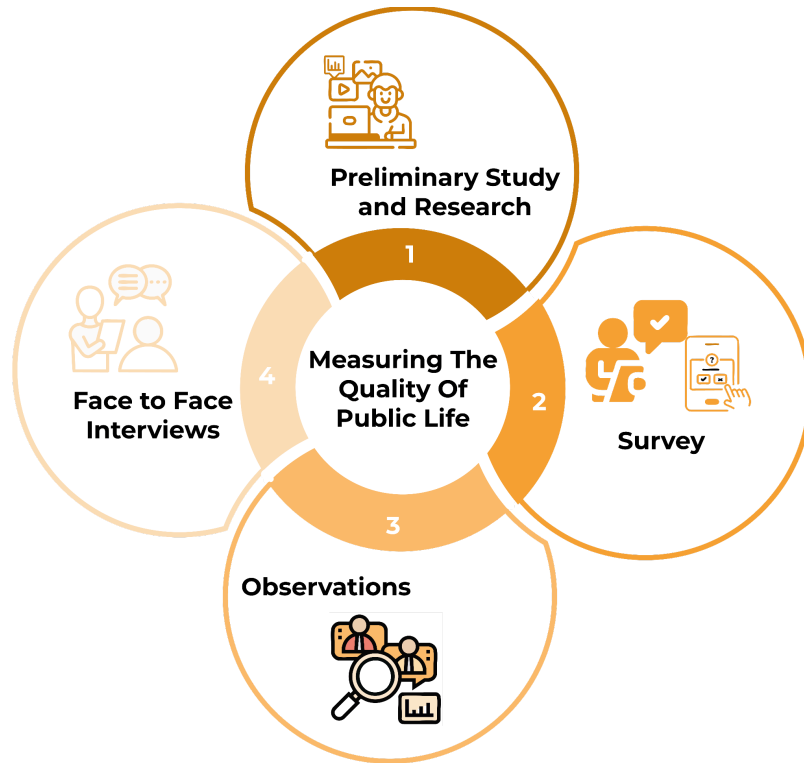 Preliminary Study
and Research
1
Measuring The
Quality Of
Public Life
2
Survey
3
Observations
4
Face to Face
Interviews